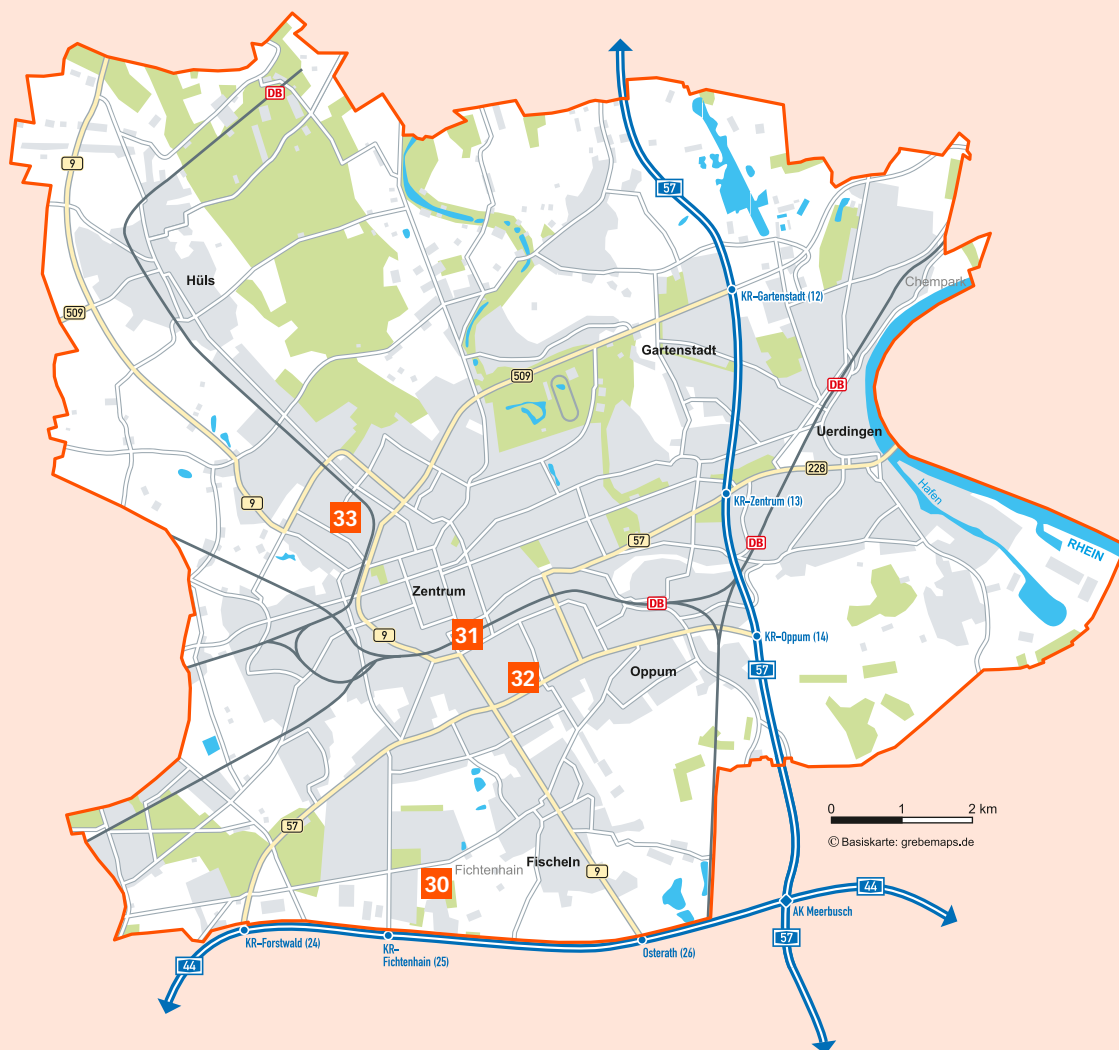 DB
9
57
Hüls
Chempark
KR–Gartenstadt (12)
509
Gartenstadt
509
DB
Uerdingen
228
9
Hafen
KR–Zentrum (13)
33
57
DB
RHEIN
Zentrum
DB
31
9
KR–Oppum (14)
32
Oppum
57
0 1 2 km
© Basiskarte: grebemaps.de
57
Fischeln
Fichtenhain
9
30
44
AK Meerbusch
KR–Forstwald (24)
KR–
Fichtenhain (25)
Osterath (26)
57
44